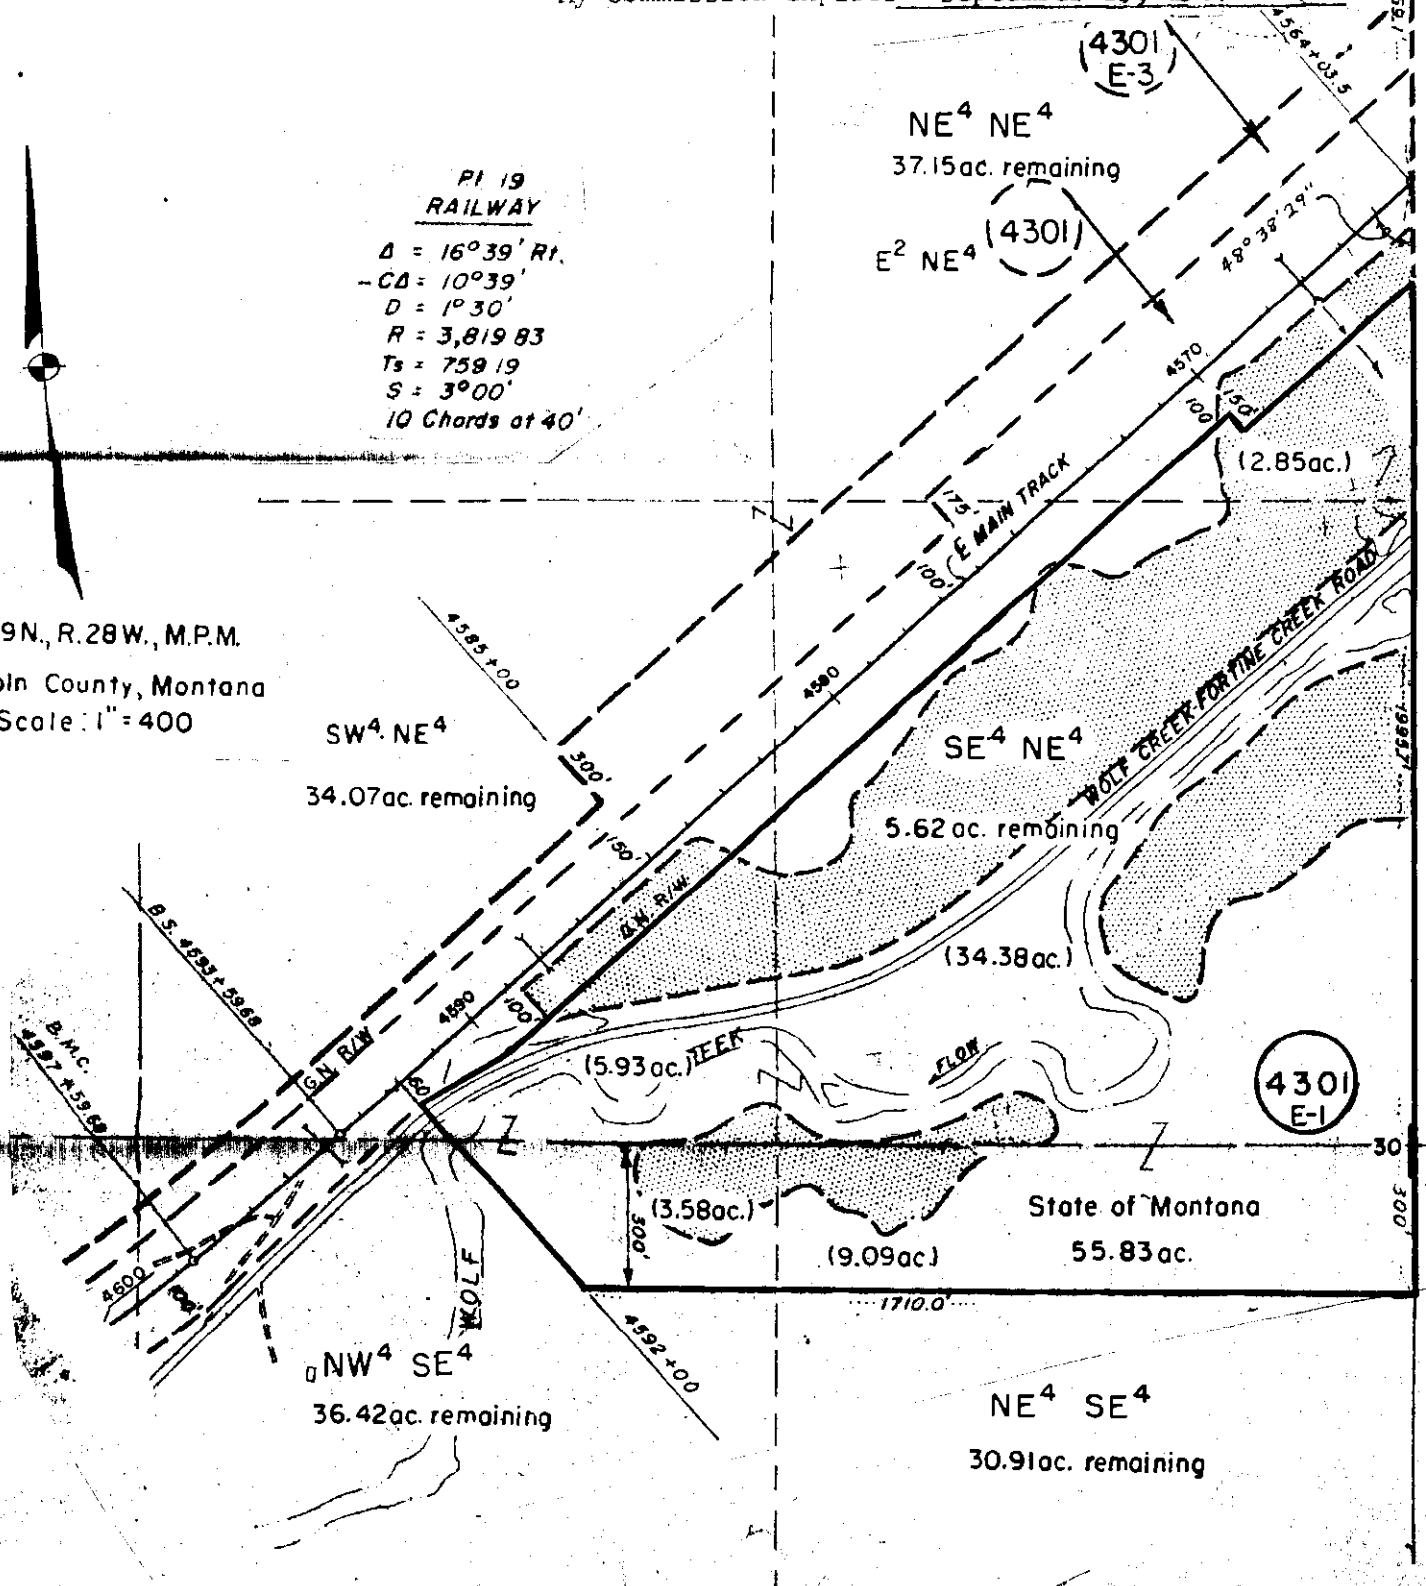 4301
E-3
4564+03.5
NE⁴ NE⁴
37.15ac. remaining
E² NE⁴
4301
48°38'29"
P.I. 19
RAILWAY
Δ = 16°39' Rt.
-CΔ= 10°39'
D = 1°30'
R = 3,819 83
Ts = 759 19
S = 3°00'
10 Chords at 40'
4570
100'
150'
(2.85ac.)
175'
MAIN TRACK
100'
9N., R.28W., M.P.M.
oln County, Montana
Scale: 1"=400
4585+00
4580
WOLF CREEK-FORTINE CREEK ROAD
SW⁴ NE⁴
34.07ac. remaining
300'
150'
SE⁴ NE⁴
5.62 ac. remaining
G.N. R/W
B.S. 4593+59.68
(34.38ac.)
4590
100'
B.M.C.
4597+59.68
G.N. R/W
60'
(5.93ac.)
REEK
FLOW
4301
E-1
30
300'
300'
(3.58ac.)
(9.09ac)
State of Montana
55.83ac.
1710.0'
4600
100'
WOLF
4592+00
NW⁴ SE⁴
36.42ac. remaining
NE⁴ SE⁴
30.91ac. remaining